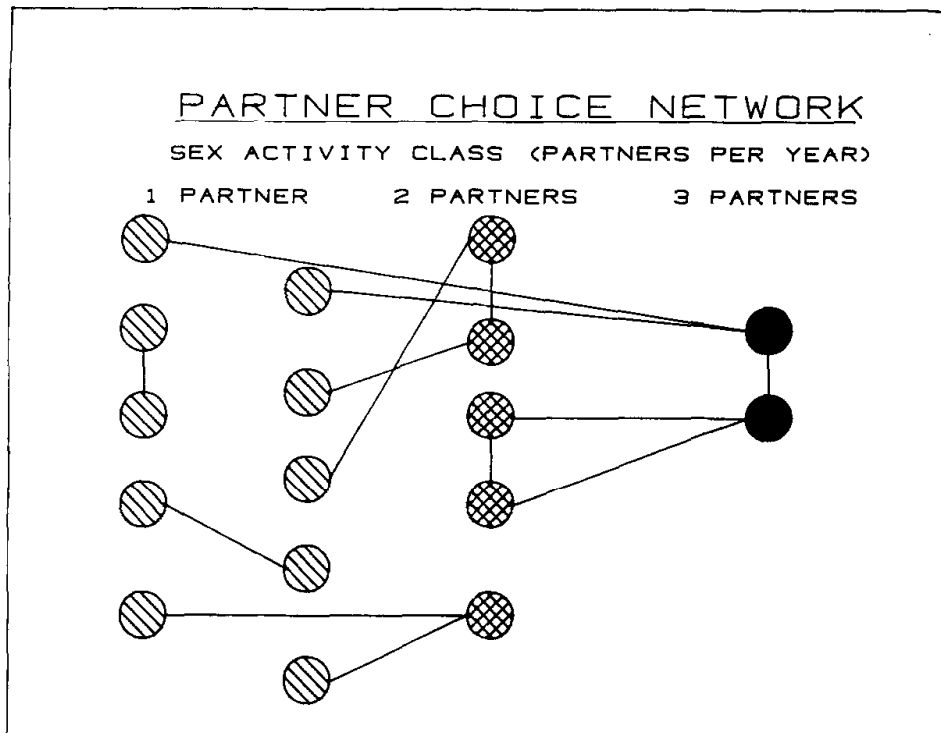 PARTNER CHOICE NETWORK
SEX ACTIVITY CLASS (PARTNERS PER YEAR)
1 PARTNER 2 PARTNERS 3 PARTNERS